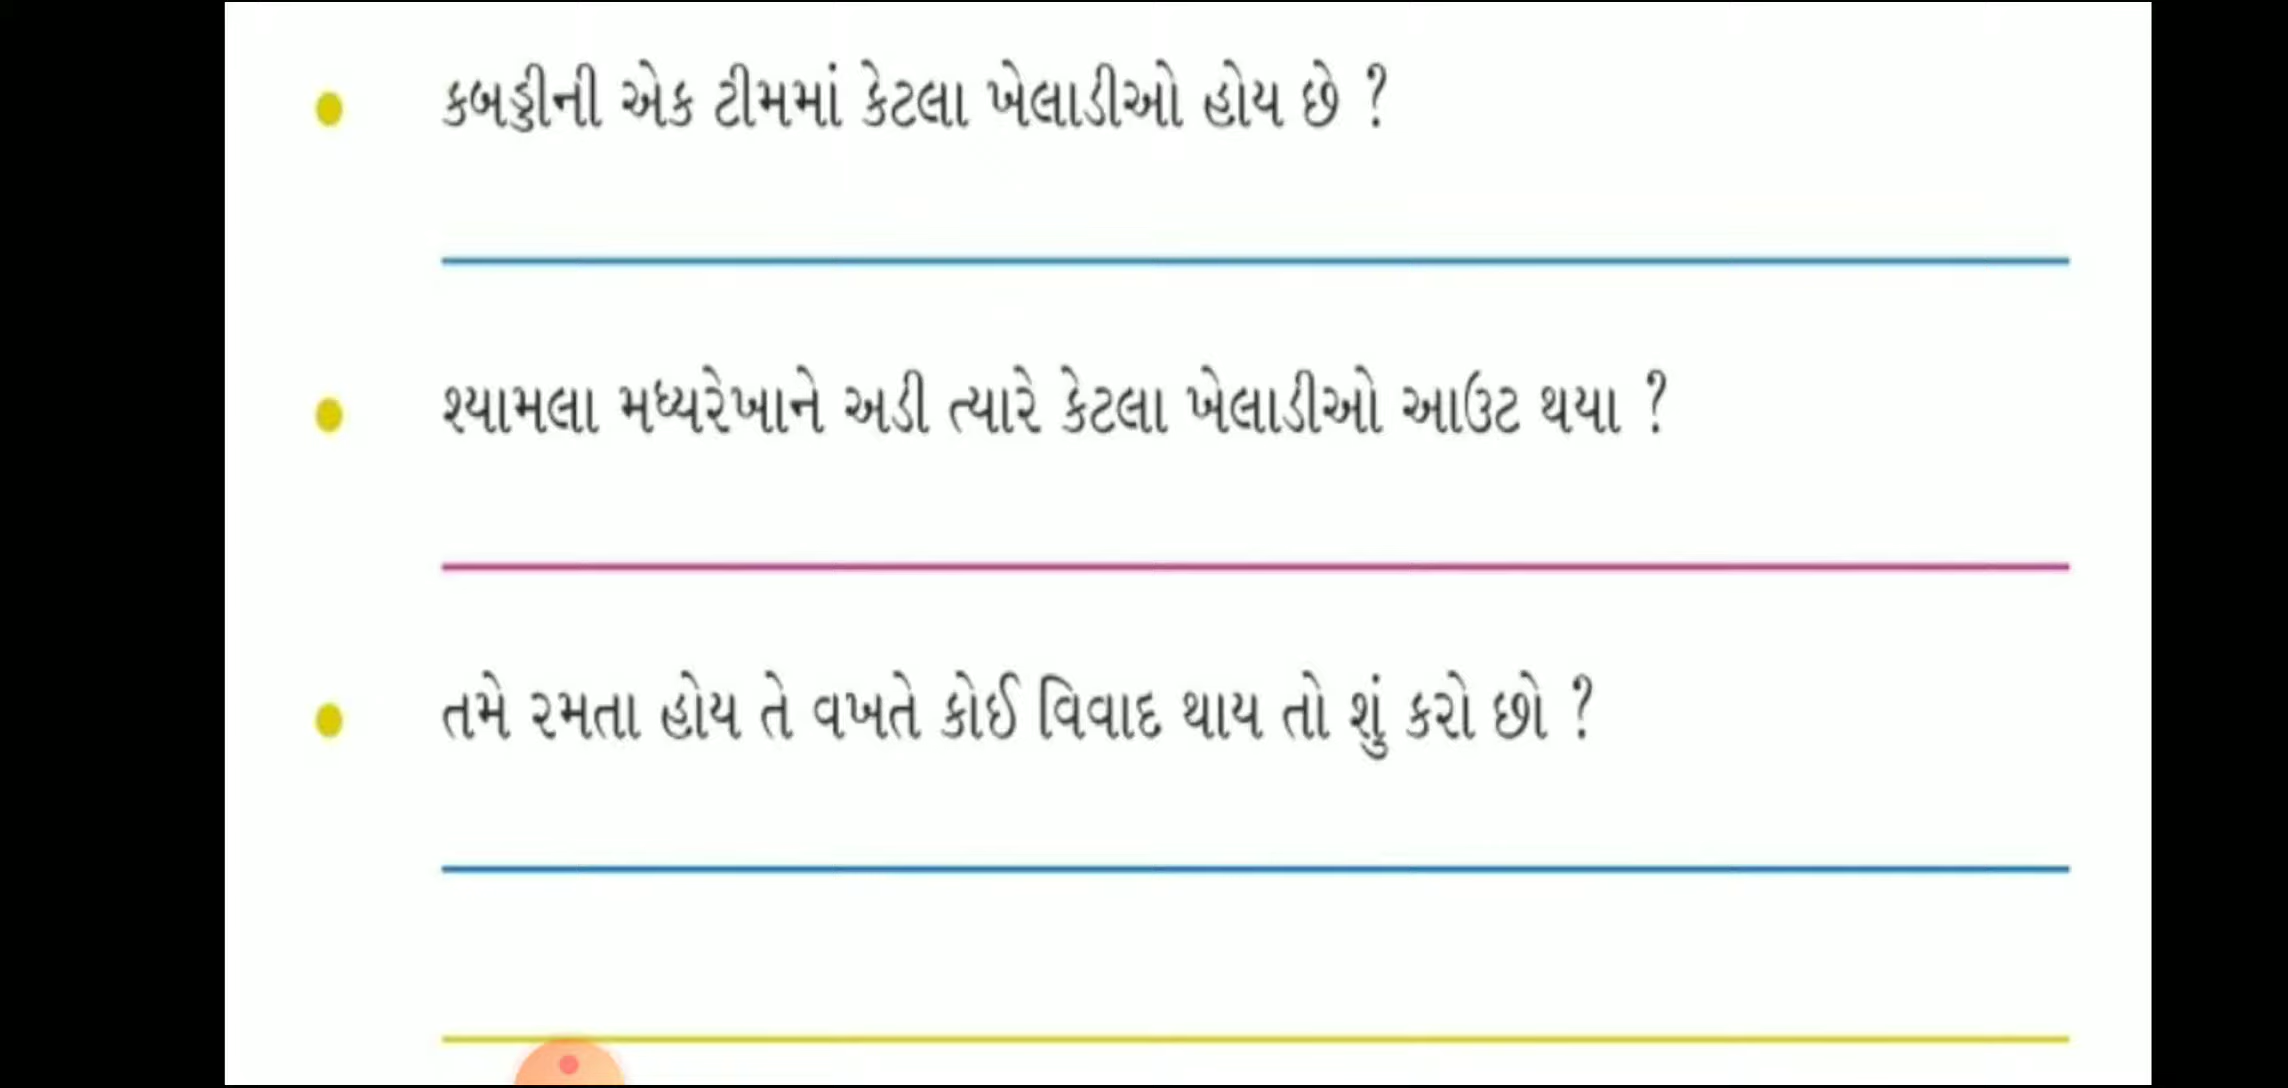 કબડ્ડીની એક ટીમમાં કેટલા ખેલાડીઓ હોય છે ?
શ્યામલા મધ્યરેખાને અડી ત્યારે કેટલા ખેલાડીઓ આઉટ થયા ?
તમે રમતા હોય તે વખતે કોઈ વિવાદ થાય તો શું કરો છો ?